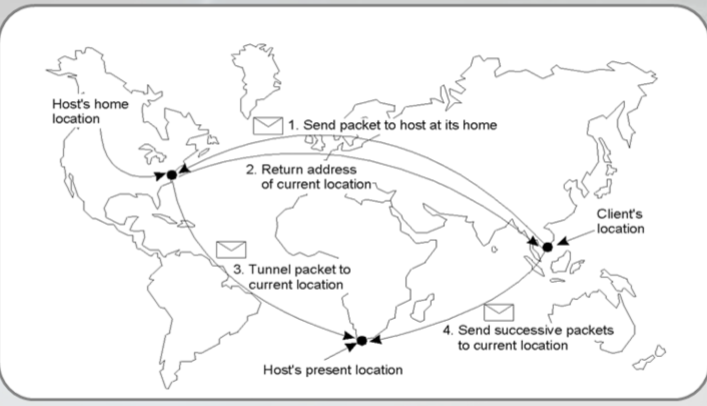 Host's home
location
1. Send packet to host at its home
2. Return address
of current location
Client's
location
3. Tunnel packet to
current location
4. Send successive packets
to current location
Host's present location